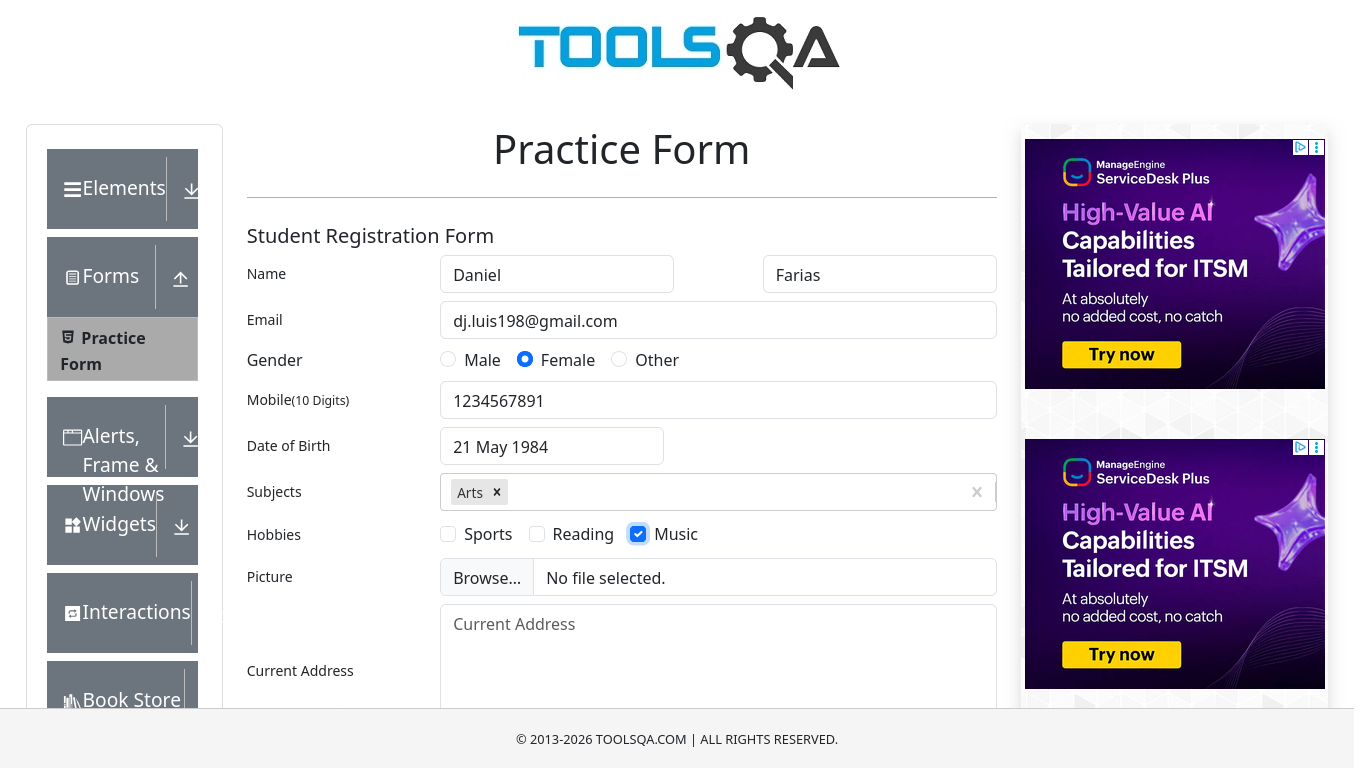 TOOLSQA
Elements
Forms
Practice
Form
Alerts,
Frame &
Windows
Widgets
Interactions
Book Store
Practice Form
Student Registration Form
Name
Daniel
Farias
Email
dj.luis198@gmail.com
Gender
Male
Female
Other
Mobile(10 Digits)
1234567891
Date of Birth
21 May 1984
Subjects
Arts
Hobbies
Sports
Reading
Music
Picture
Browse...
No file selected.
Current Address
Current Address
ManageEngine
ServiceDesk Plus
High-Value AI
Capabilities
Tailored for ITSM
At absolutely
no added cost, no catch
Try now
ManageEngine
ServiceDesk Plus
High-Value AI
Capabilities
Tailored for ITSM
At absolutely
no added cost, no catch
Try now
© 2013-2026 TOOLSQA.COM | ALL RIGHTS RESERVED.